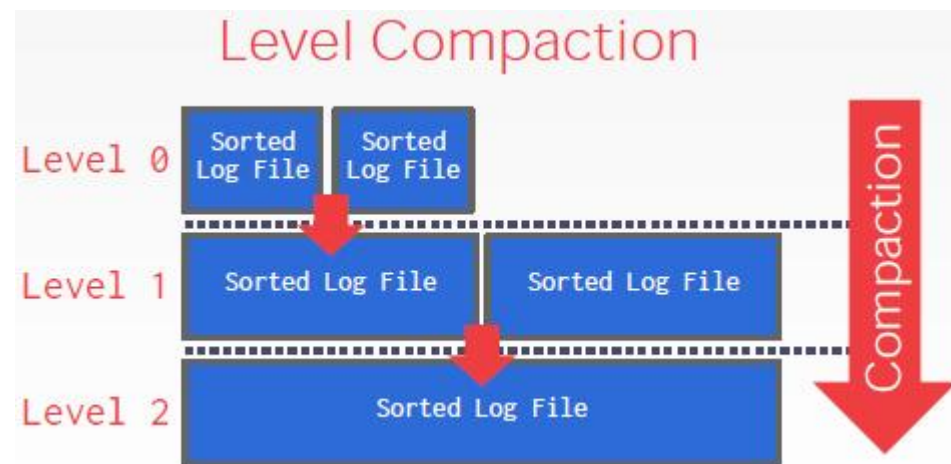 Level Compaction
Level 0
Sorted
Log File
Sorted
Log File
Level 1
Sorted Log File
Sorted Log File
Level 2
Sorted Log File
Compaction